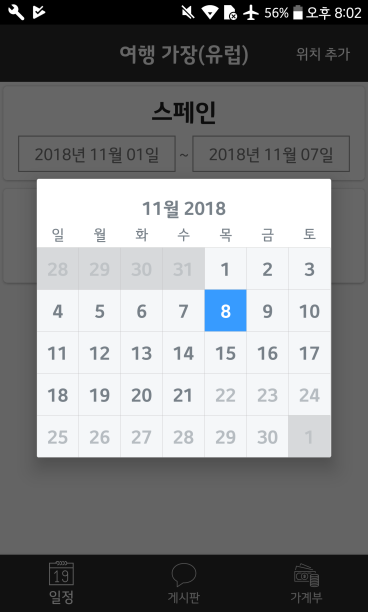 56% 오후 8:02
여행 가장(유럽) 위치 추가
스페인
2018년 11월 01일 ~ 2018년 11월 07일
11월 2018
일 월 화 수 목 금 토
28 29 30 31 1 2 3
4 5 6 7 8 9 10
11 12 13 14 15 16 17
18 19 20 21 22 23 24
25 26 27 28 29 30 1
19
일정 게시판 가계부